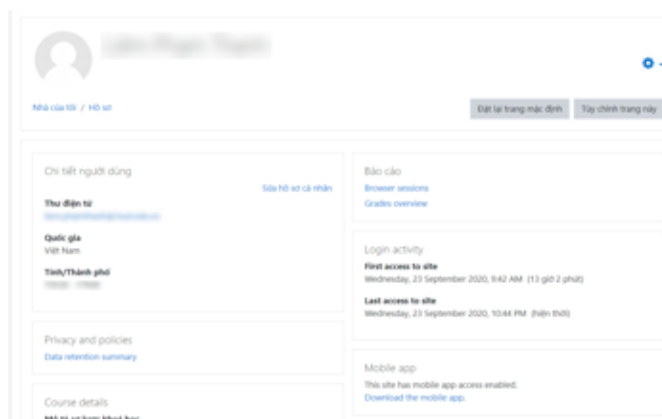 Nhà của tôi / Hồ sơ
Đặt lại trang mặc định
Tùy chỉnh trang này
Chi tiết người dùng
Sửa hồ sơ cá nhân
Thư điện tử
Quốc gia
Việt Nam
Tỉnh/Thành phố
Privacy and policies
Data retention summary
Course details
Báo cáo
Browser sessions
Grades overview
Login activity
First access to site
Wednesday, 23 September 2020, 9:42 AM (13 giờ 2 phút)
Last access to site
Wednesday, 23 September 2020, 10:44 PM (hiện thời)
Mobile app
This site has mobile app access enabled.
Download the mobile app.